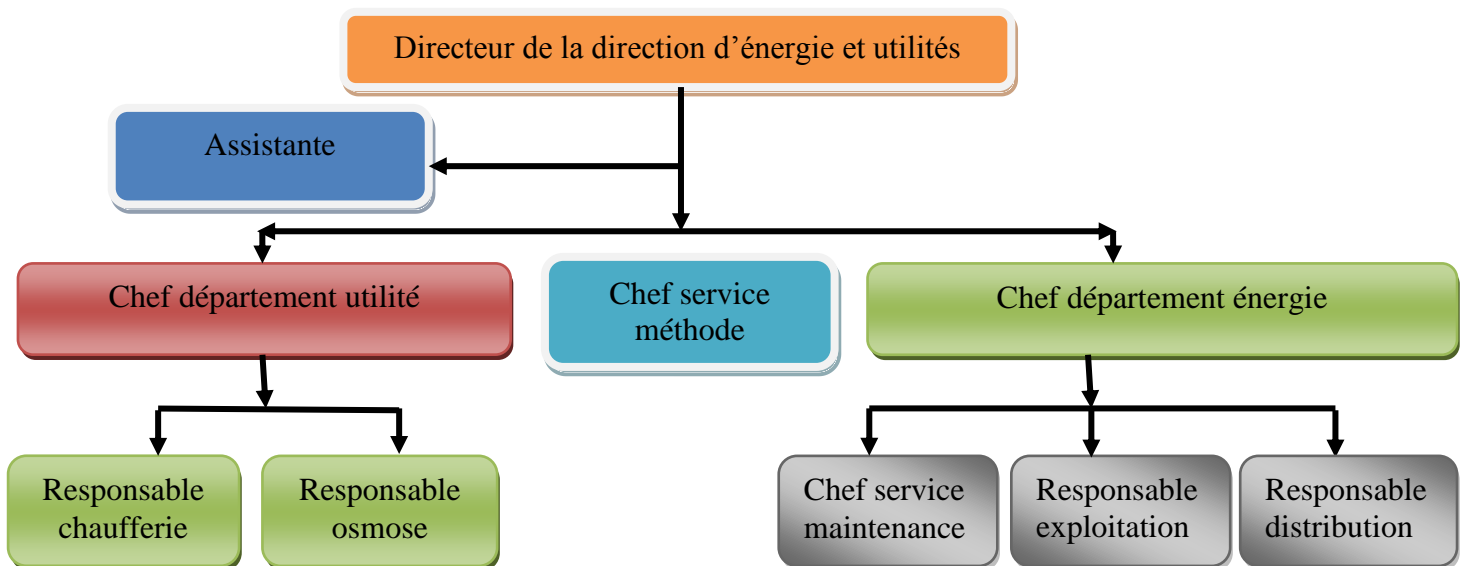 Directeur de la direction d’énergie et utilités
Assistante
Chef département utilité
Chef service
méthode
Chef département énergie
Responsable
chaufferie
Responsable
osmose
Chef service
maintenance
Responsable
exploitation
Responsable
distribution